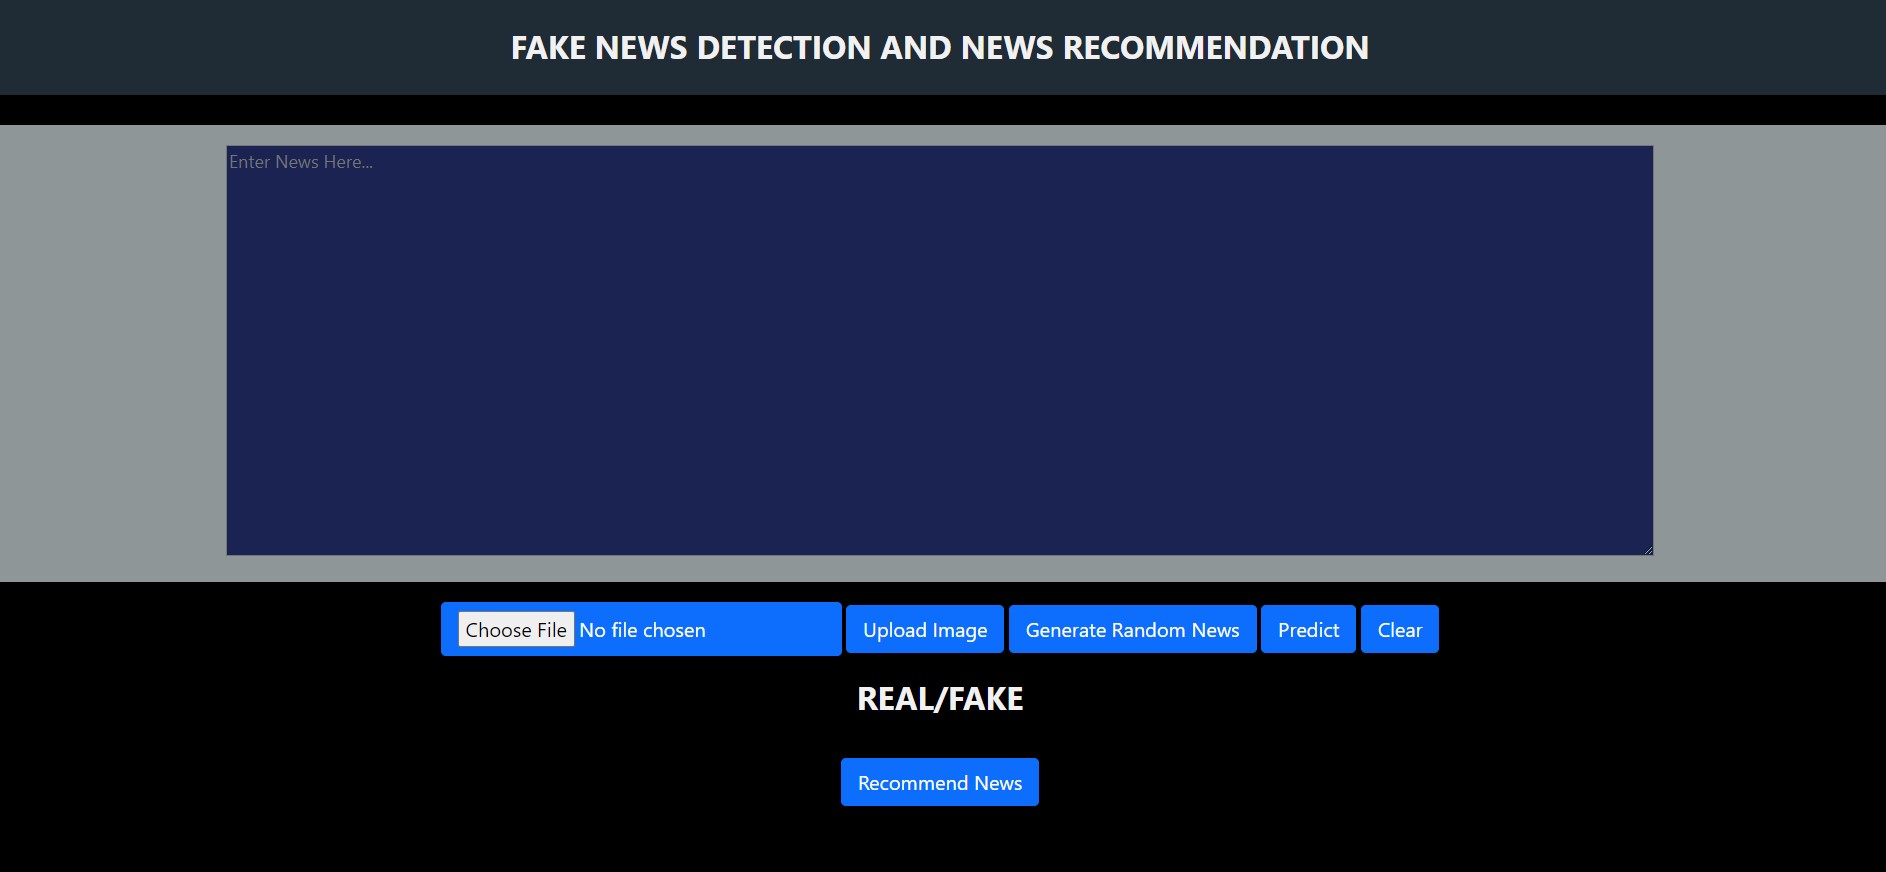 FAKE NEWS DETECTION AND NEWS RECOMMENDATION
Enter News Here...
Choose File No file chosen Upload Image Generate Random News Predict Clear
REAL/FAKE
Recommend News